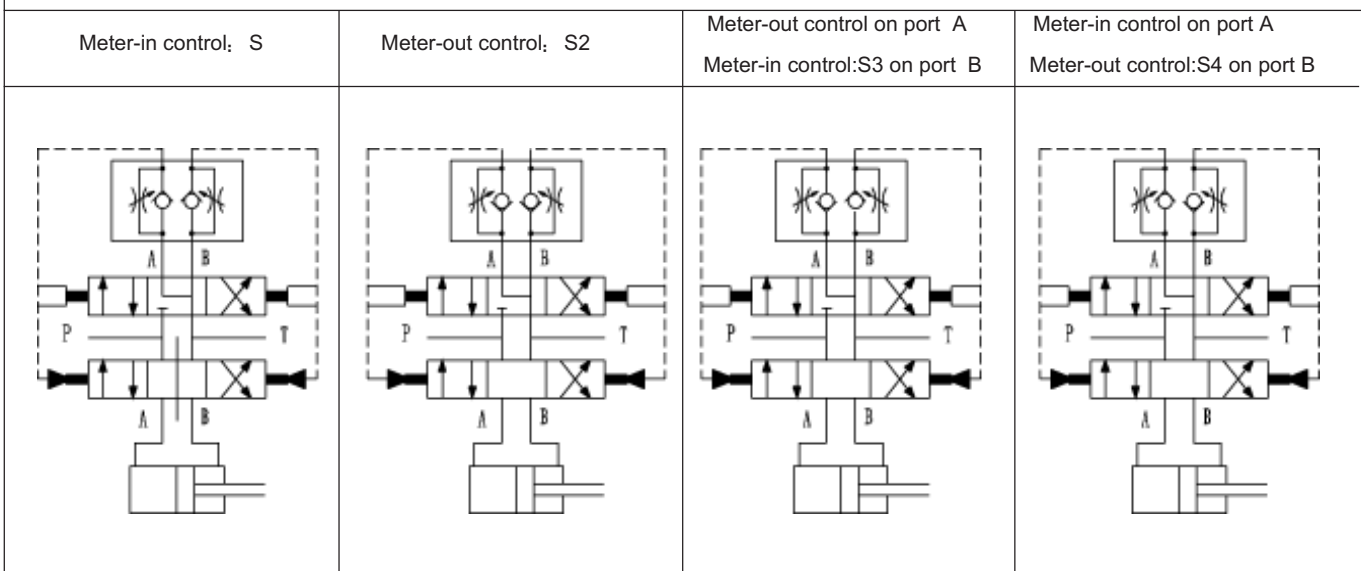 Meter-in control: S
Meter-out control: S2
Meter-out control on port A
Meter-in control:S3 on port B
Meter-in control on port A
Meter-out control:S4 on port B
A B
P T
A B
A B
P T
A B
A B
P T
A B
A B
P T
A B